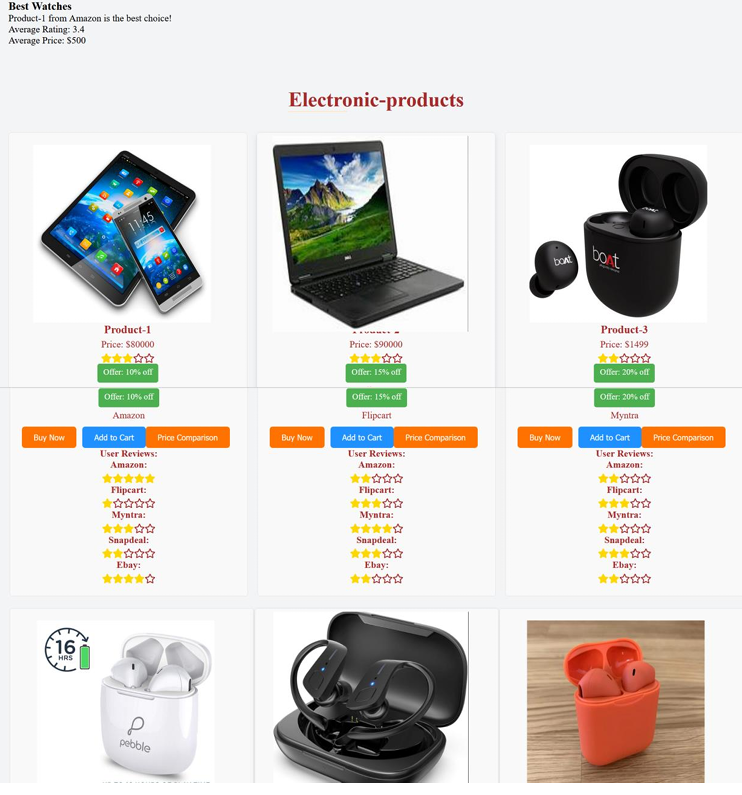 Best Watches
Product-1 from Amazon is the best choice!
Average Rating: 3.4
Average Price: $500
Electronic-products
11:45
DELL
boAt
boAt
Product-1
Product-2
Product-3
Price: $80000
Price: $90000
Price: $1499
Offer: 10% off
Offer: 15% off
Offer: 20% off
Offer: 10% off
Offer: 15% off
Offer: 20% off
Amazon
Flipcart
Myntra
Buy Now Add to Cart Price Comparison
Buy Now Add to Cart Price Comparison
Buy Now Add to Cart Price Comparison
User Reviews:
User Reviews:
User Reviews:
Amazon:
Amazon:
Amazon:
Flipcart:
Flipcart:
Flipcart:
Myntra:
Myntra:
Myntra:
Snapdeal:
Snapdeal:
Snapdeal:
Ebay:
Ebay:
Ebay:
16
HRS
pebble